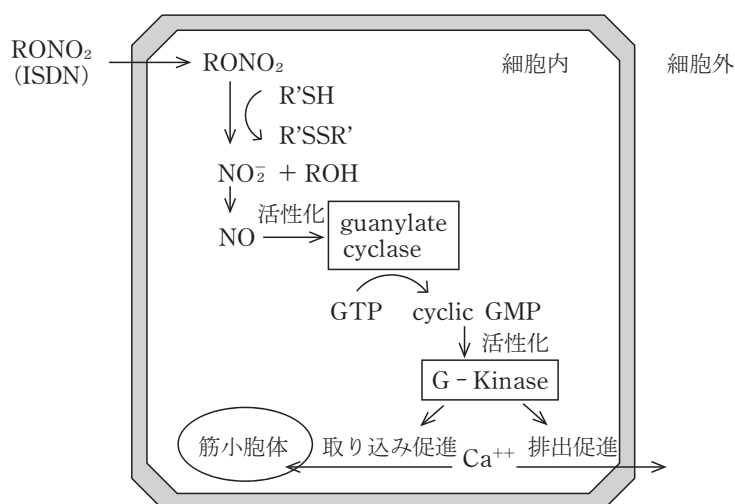 RONO₂
(ISDN)
RONO₂
細胞内
細胞外
R'SH
R'SSR'
NO₂⁻ + ROH
活性化
NO
guanylate
cyclase
GTP
cyclic GMP
活性化
G - Kinase
筋小胞体
取り込み促進
Ca⁺⁺
排出促進